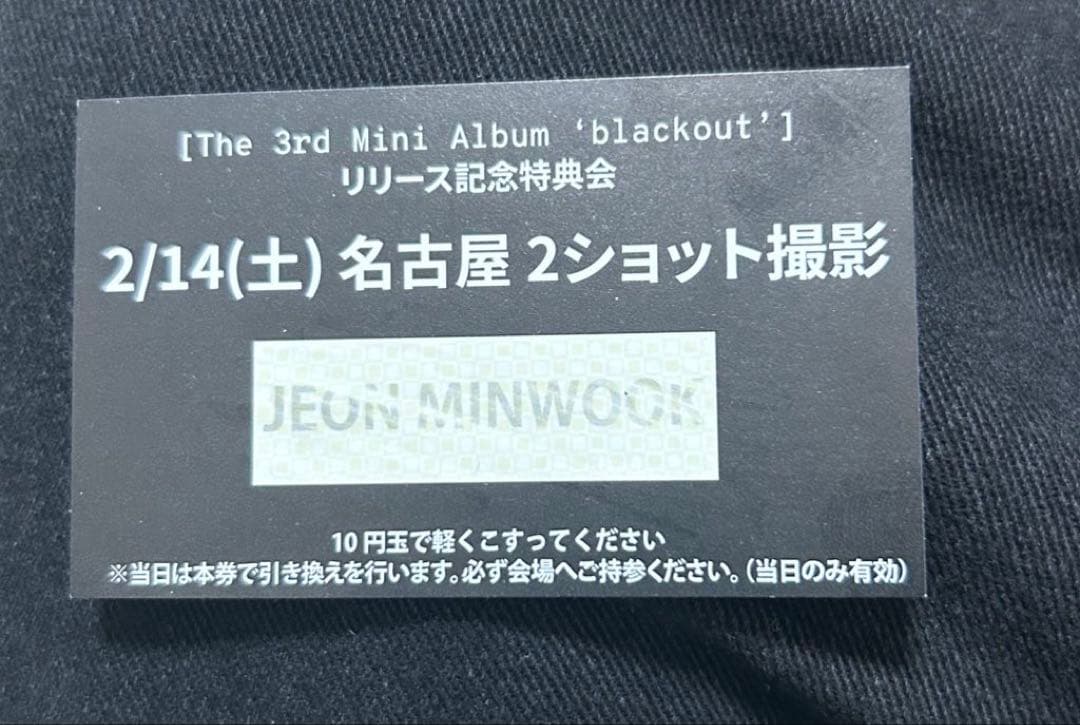 [The 3rd Mini Album ‘blackout’]
リリース記念特典会
2/14(土) 名古屋 2ショット撮影
JEON MINWOOK
10円玉で軽くこすってください
※当日は本券で引き換えを行います。必ず会場へご持参ください。(当日のみ有効)